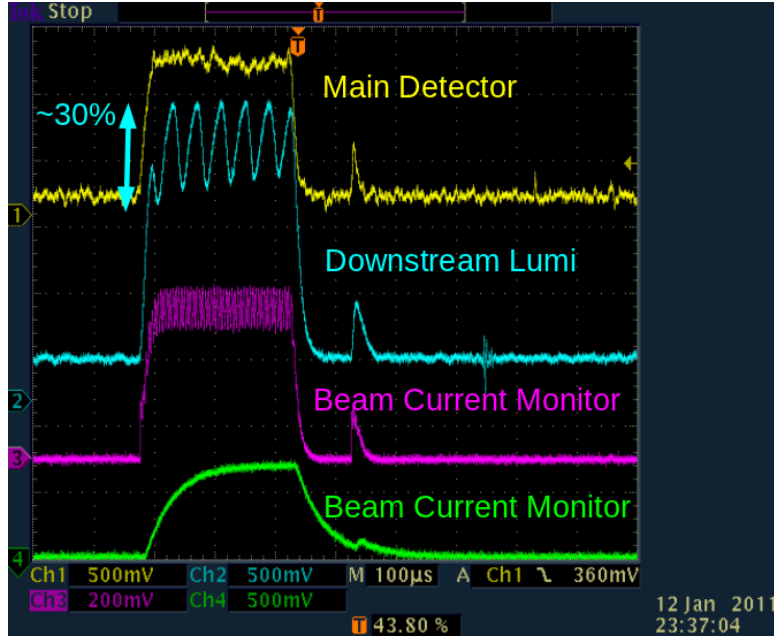 Tek Stop
T
T
Main Detector
~30%
1
Downstream Lumi
2
Beam Current Monitor
3
Beam Current Monitor
4
Ch1 500mV Ch2 500mV M 100µs A Ch1 360mV
Ch3 200mV Ch4 500mV
12 Jan 2011
T 43.80 % 23:37:04